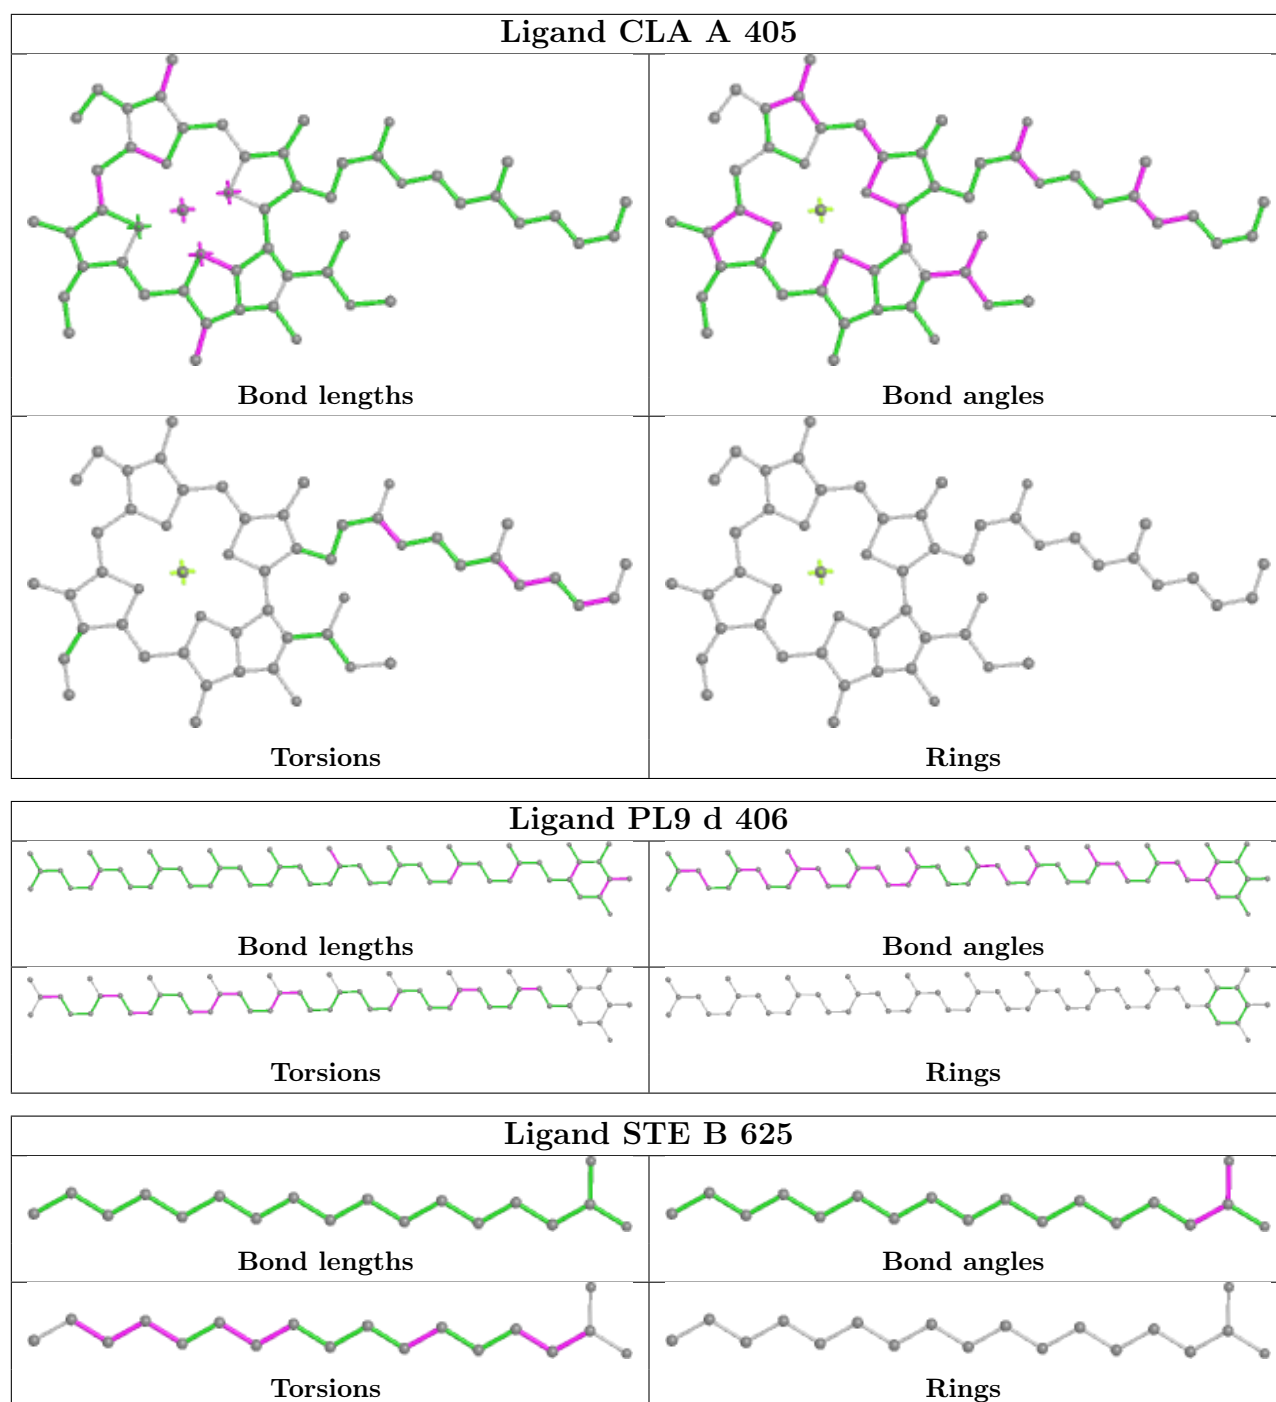 Ligand CLA A 405
Bond lengths
Bond angles
Torsions
Rings
Ligand PL9 d 406
Bond lengths
Bond angles
Torsions
Rings
Ligand STE B 625
Bond lengths
Bond angles
Torsions
Rings